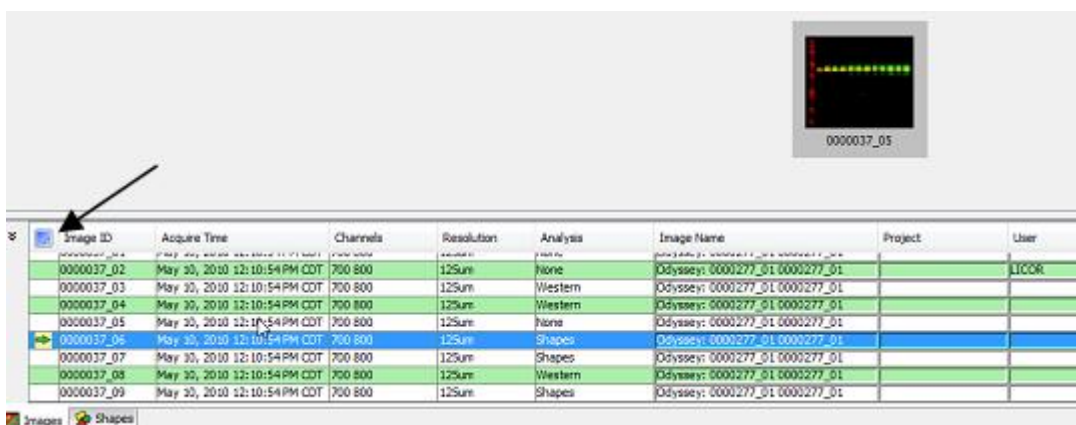 0000037_05
Image ID Acquire Time Channels Resolution Analysis Image Name Project User
0000037_02 May 10, 2010 12:10:54 PM CDT 700 800 125um None Odyssey: 0000277_01 0000277_01 LICOR
0000037_03 May 10, 2010 12:10:54 PM CDT 700 800 125um Western Odyssey: 0000277_01 0000277_01
0000037_04 May 10, 2010 12:10:54 PM CDT 700 800 125um Western Odyssey: 0000277_01 0000277_01
0000037_05 May 10, 2010 12:10:54 PM CDT 700 800 125um None Odyssey: 0000277_01 0000277_01
0000037_06 May 10, 2010 12:10:54 PM CDT 700 800 125um Shapes Odyssey: 0000277_01 0000277_01
0000037_07 May 10, 2010 12:10:54 PM CDT 700 800 125um Shapes Odyssey: 0000277_01 0000277_01
0000037_08 May 10, 2010 12:10:54 PM CDT 700 800 125um Western Odyssey: 0000277_01 0000277_01
0000037_09 May 10, 2010 12:10:54 PM CDT 700 800 125um Shapes Odyssey: 0000277_01 0000277_01
Images Shapes